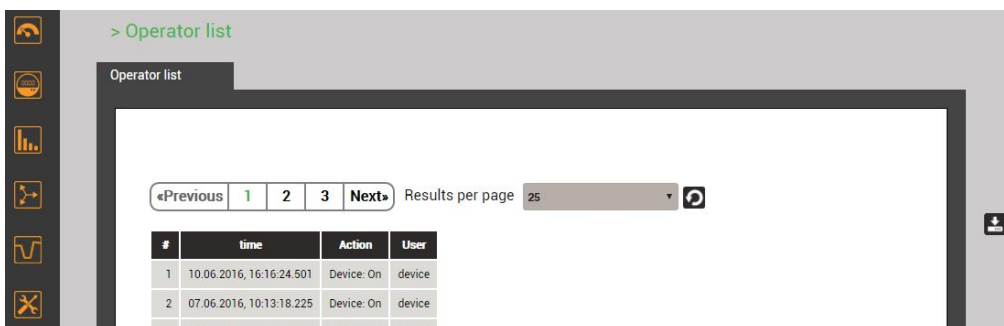 > Operator list
Operator list
«Previous 1 2 3 Next» Results per page 25
# time Action User
1 10.06.2016, 16:16:24.501 Device: On device
2 07.06.2016, 10:13:18.225 Device: On device